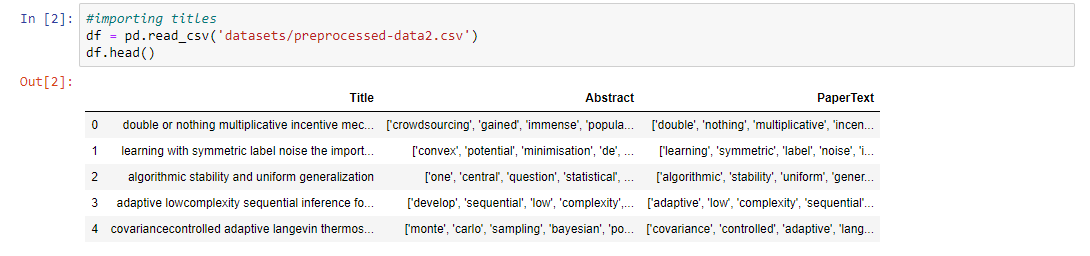 In [2]: #importing titles
df = pd.read_csv('datasets/preprocessed-data2.csv')
df.head()
Out[2]:
Title Abstract PaperText
0 double or nothing multiplicative incentive mec... ['crowdsourcing', 'gained', 'immense', 'popula... ['double', 'nothing', 'multiplicative', 'incen...
1 learning with symmetric label noise the import... ['convex', 'potential', 'minimisation', 'de', ... ['learning', 'symmetric', 'label', 'noise', 'i...
2 algorithmic stability and uniform generalization ['one', 'central', 'question', 'statistical', ... ['algorithmic', 'stability', 'uniform', 'gener...
3 adaptive lowcomplexity sequential inference fo... ['develop', 'sequential', 'low', 'complexity',... ['adaptive', 'low', 'complexity', 'sequential'...
4 covariancecontrolled adaptive langevin thermos... ['monte', 'carlo', 'sampling', 'bayesian', 'po... ['covariance', 'controlled', 'adaptive', 'lang...